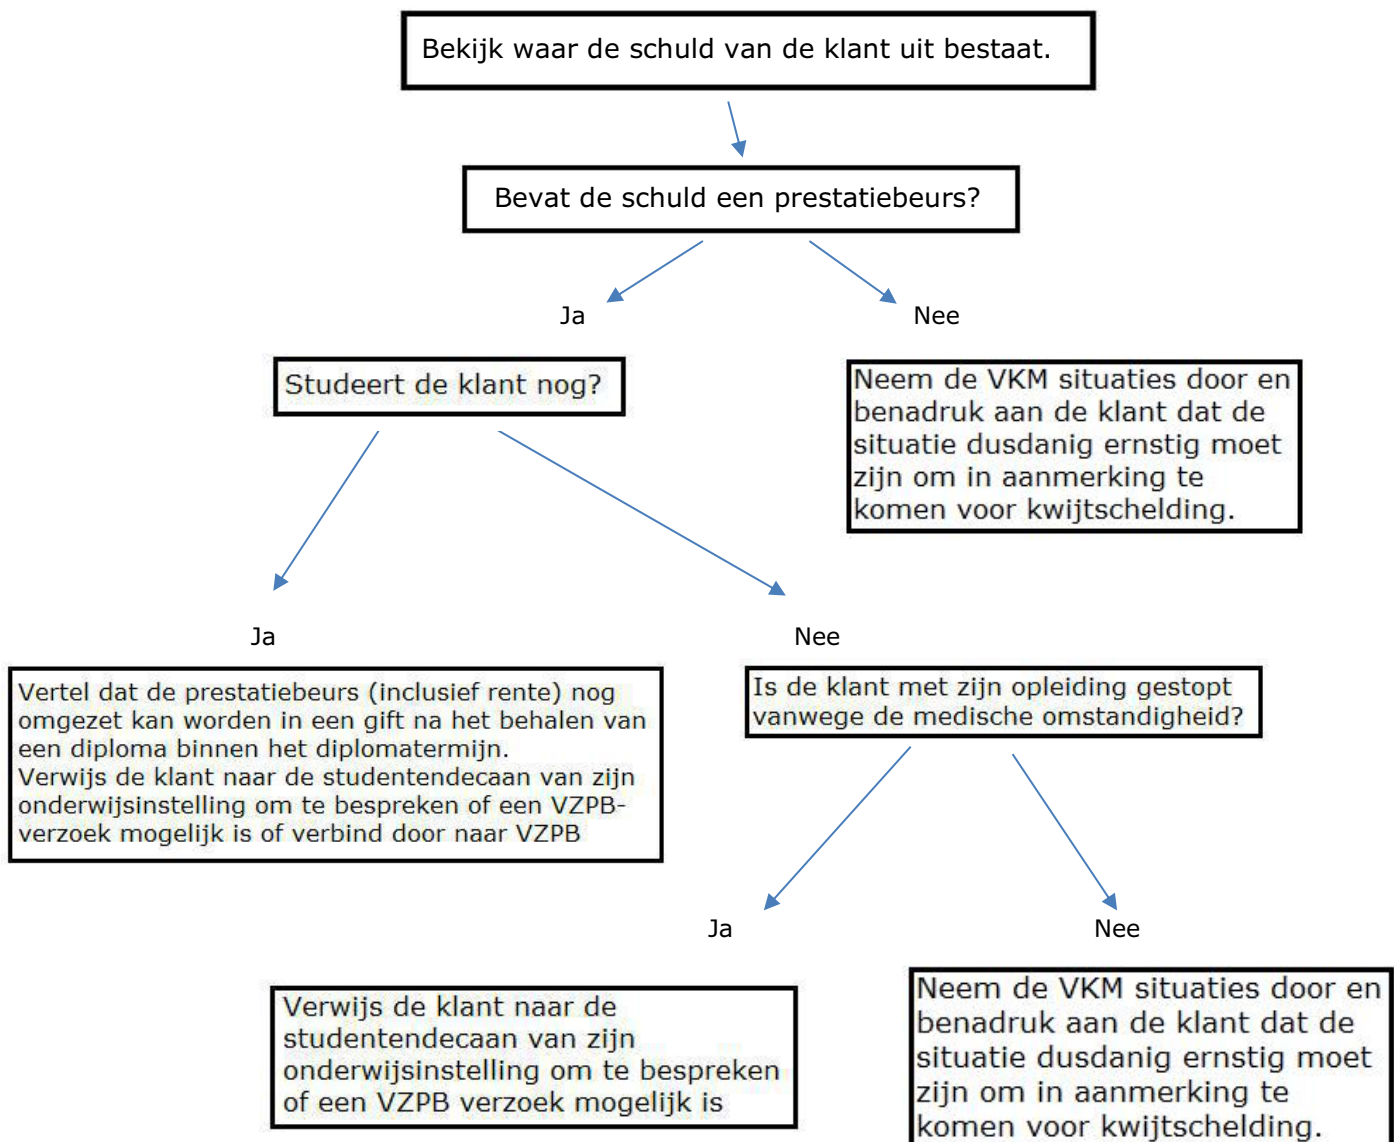 Bekijk waar de schuld van de klant uit bestaat.
Bevat de schuld een prestatiebeurs?
Ja
Nee
Studeert de klant nog?
Neem de VKM situaties door en
benadruk aan de klant dat de
situatie dusdanig ernstig moet
zijn om in aanmerking te
komen voor kwijtschelding.
Ja
Nee
Vertel dat de prestatiebeurs (inclusief rente) nog
omgezet kan worden in een gift na het behalen van
een diploma binnen het diplomatermijn.
Verwijs de klant naar de studentendecaan van zijn
onderwijsinstelling om te bespreken of een VZPB-
verzoek mogelijk is of verbind door naar VZPB
Is de klant met zijn opleiding gestopt
vanwege de medische omstandigheid?
Ja
Nee
Verwijs de klant naar de
studentendecaan van zijn
onderwijsinstelling om te bespreken
of een VZPB verzoek mogelijk is
Neem de VKM situaties door en
benadruk aan de klant dat de
situatie dusdanig ernstig moet
zijn om in aanmerking te
komen voor kwijtschelding.